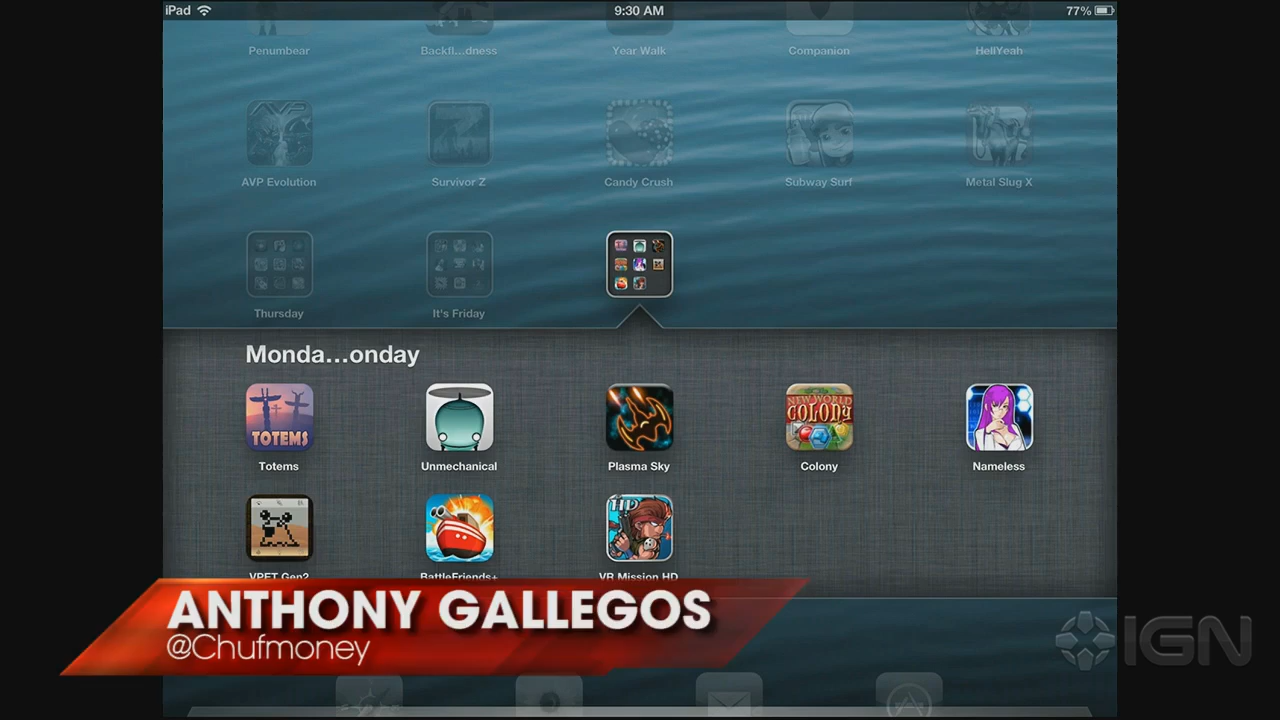 iPad 9:30 AM 77%
Penumbear Backfl...dness Year Walk Companion HellYeah
AVP
AVP Evolution Survivor Z Candy Crush Subway Surf Metal Slug X
Thursday It's Friday
Monda...onday
TOTEMS NEW WORLD COLONY
Totems Unmechanical Plasma Sky Colony Nameless
HD
VPET Gen2 BattleFriends+ VR Mission HD
ANTHONY GALLEGOS
@Chufmoney
IGN